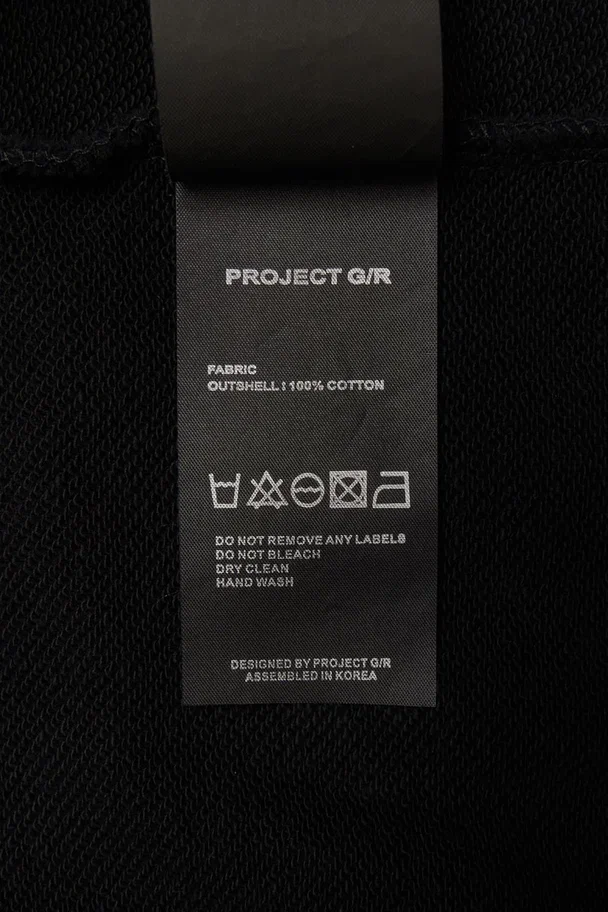 PROJECT G/R
FABRIC
OUTSHELL : 100% COTTON
DO NOT REMOVE ANY LABELS
DO NOT BLEACH
DRY CLEAN
HAND WASH
DESIGNED BY PROJECT G/R
ASSEMBLED IN KOREA